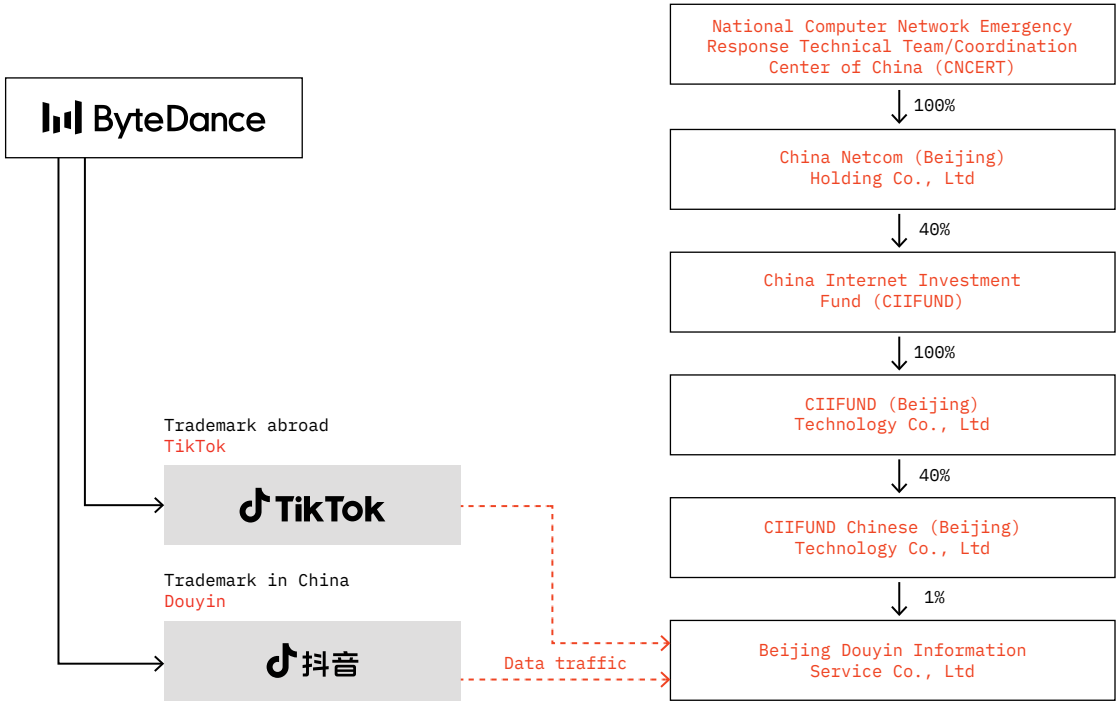 ByteDance
Trademark abroad
TikTok
TikTok
Trademark in China
Douyin
抖音
Data traffic
National Computer Network Emergency
Response Technical Team/Coordination
Center of China (CNCERT)
100%
China Netcom (Beijing)
Holding Co., Ltd
40%
China Internet Investment
Fund (CIIFUND)
100%
CIIFUND (Beijing)
Technology Co., Ltd
40%
CIIFUND Chinese (Beijing)
Technology Co., Ltd
1%
Beijing Douyin Information
Service Co., Ltd